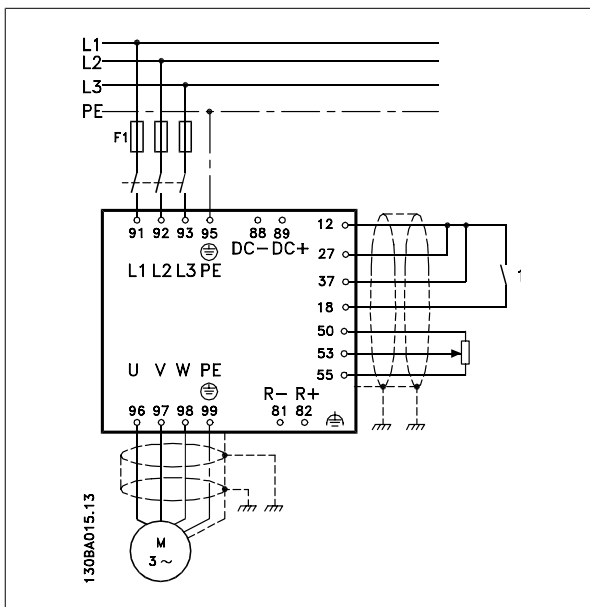 L1
L2
L3
PE
F1
91 92 93 95 88 89 12
DC- DC+
L1 L2 L3 PE
27
37
18
50
53
55
U V W PE
R- R+
96 97 98 99 81 82
M
3 ~
130BA015.13